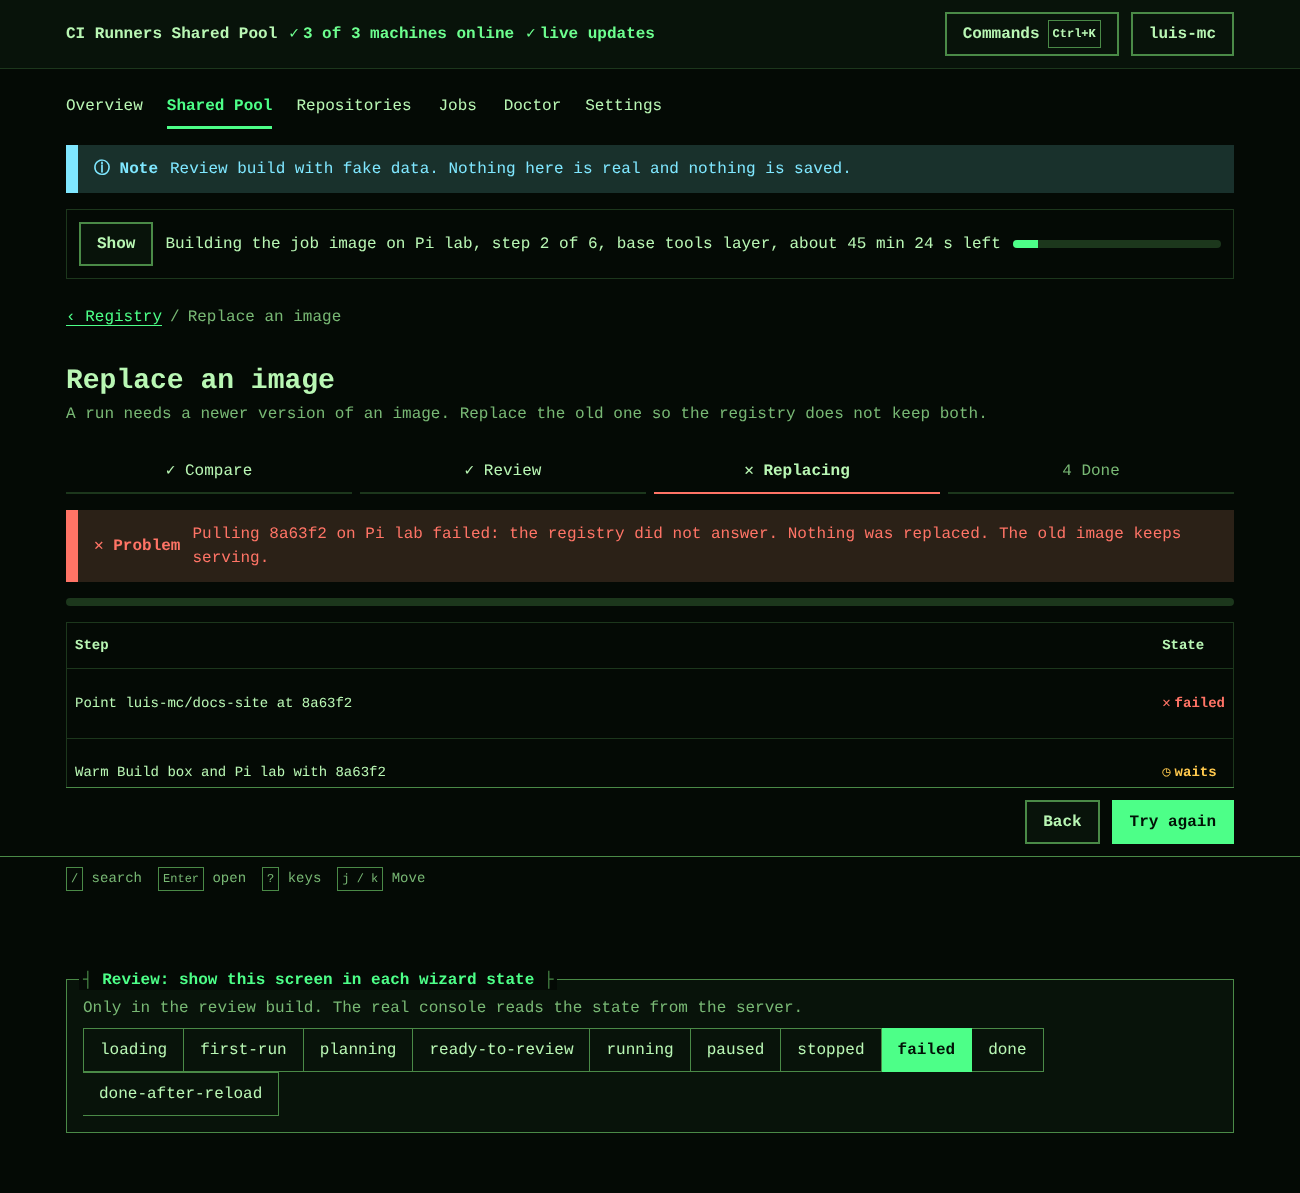 CI Runners Shared Pool ✓ 3 of 3 machines online ✓ live updates Commands Ctrl+K luis-mc
Overview Shared Pool Repositories Jobs Doctor Settings
ⓘ Note Review build with fake data. Nothing here is real and nothing is saved.
Show Building the job image on Pi lab, step 2 of 6, base tools layer, about 45 min 24 s left
‹ Registry / Replace an image
Replace an image
A run needs a newer version of an image. Replace the old one so the registry does not keep both.
✓ Compare ✓ Review × Replacing 4 Done
× Problem Pulling 8a63f2 on Pi lab failed: the registry did not answer. Nothing was replaced. The old image keeps
serving.
Step State
Point luis-mc/docs-site at 8a63f2 × failed
Warm Build box and Pi lab with 8a63f2 ◷ waits
Back Try again
/ search Enter open ? keys j / k Move
Review: show this screen in each wizard state
Only in the review build. The real console reads the state from the server.
loading first-run planning ready-to-review running paused stopped failed done
done-after-reload